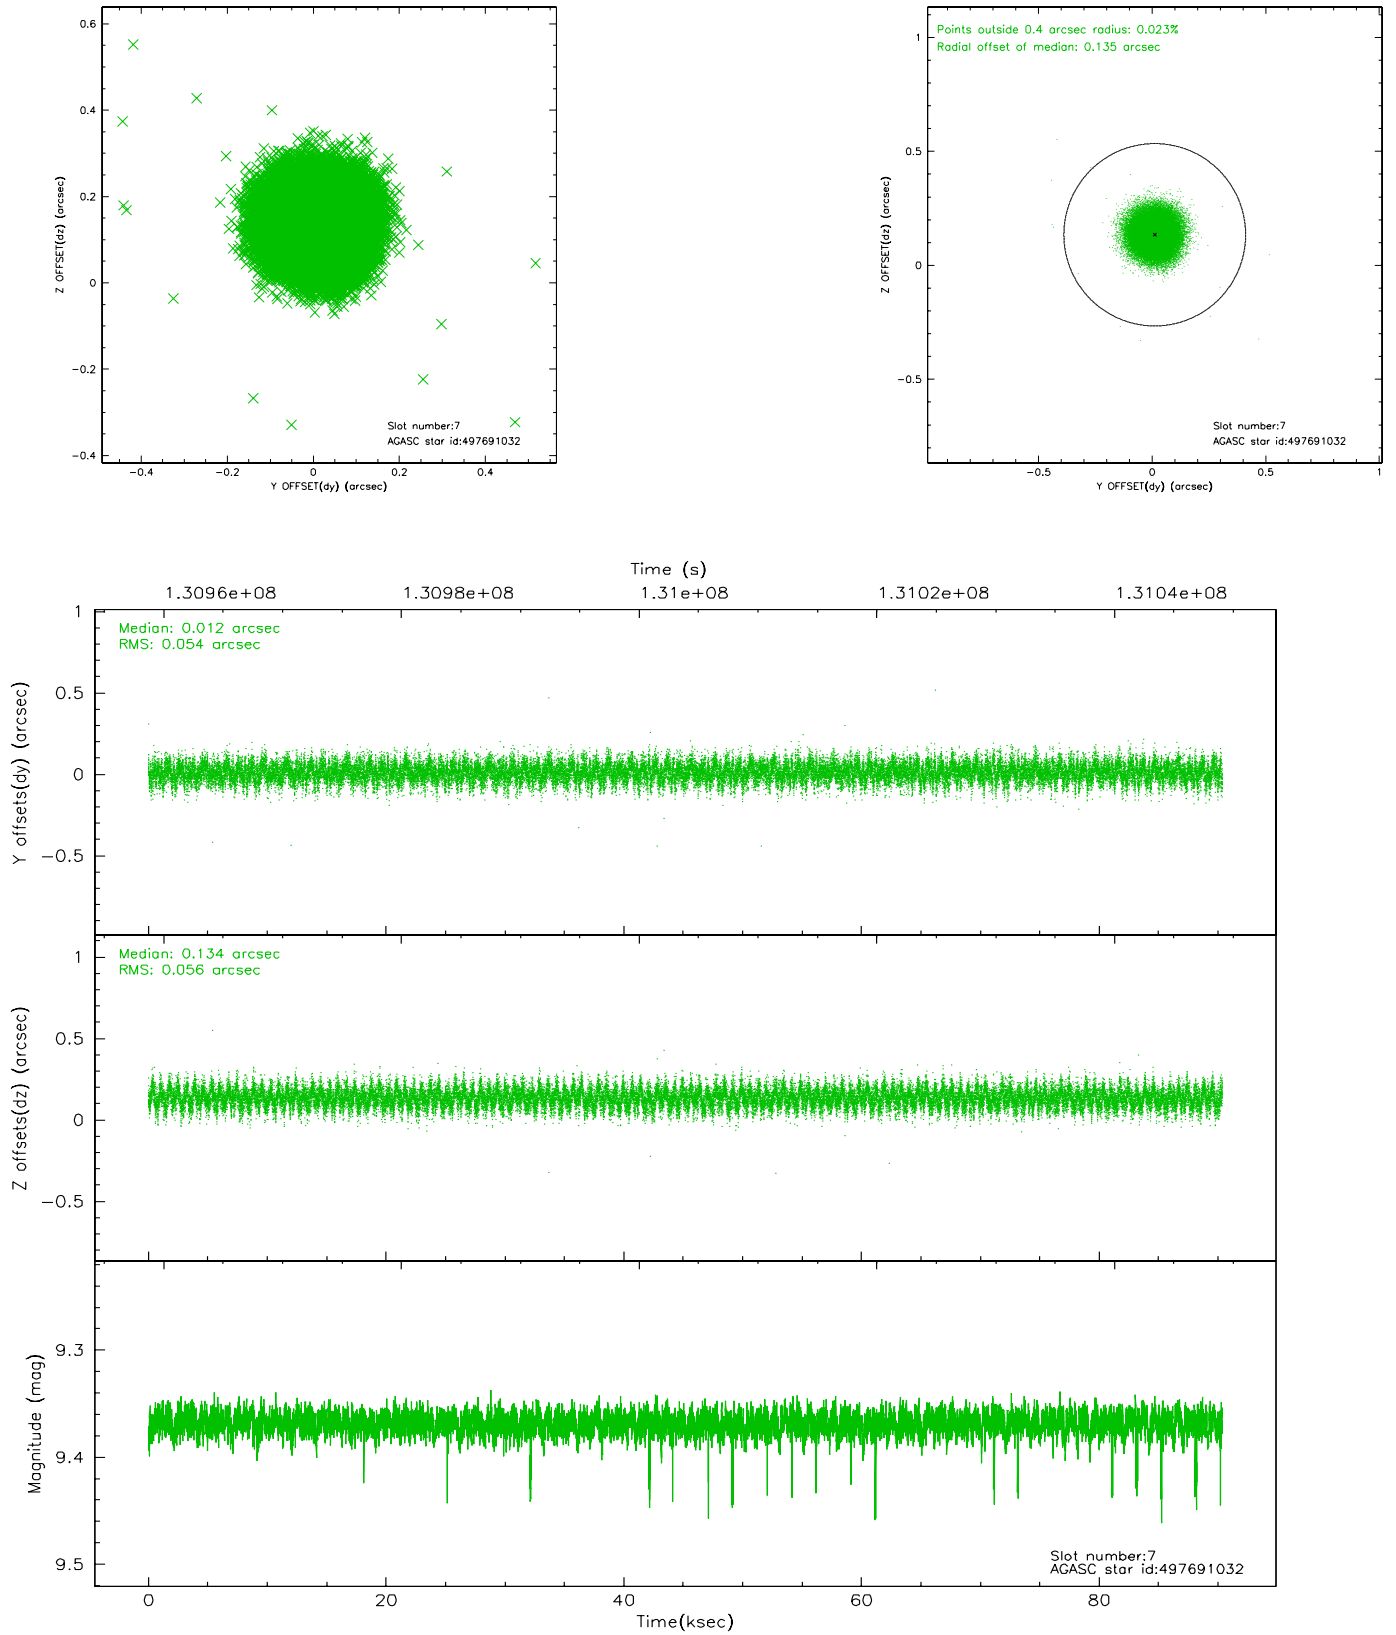 0.6
0.4
0.2
0
−0.2
−0.4
Z OFFSET(dz) (arcsec)
Slot number:7
AGASC star id:497691032
−0.4 −0.2 0 0.2 0.4
Y OFFSET(dy) (arcsec)
Points outside 0.4 arcsec radius: 0.023%
Radial offset of median: 0.135 arcsec
1
0.5
0
−0.5
Z OFFSET(dz) (arcsec)
Slot number:7
AGASC star id:497691032
−0.5 0 0.5 1
Y OFFSET(dy) (arcsec)
Time (s)
1.3096e+08 1.3098e+08 1.31e+08 1.3102e+08 1.3104e+08
Median: 0.012 arcsec
RMS: 0.054 arcsec
1
0.5
0
−0.5
Y offsets(dy) (arcsec)
Median: 0.134 arcsec
RMS: 0.056 arcsec
1
0.5
0
−0.5
Z offsets(dz) (arcsec)
9.3
9.4
9.5
Magnitude (mag)
Slot number:7
AGASC star id:497691032
0 20 40 60 80
Time(ksec)